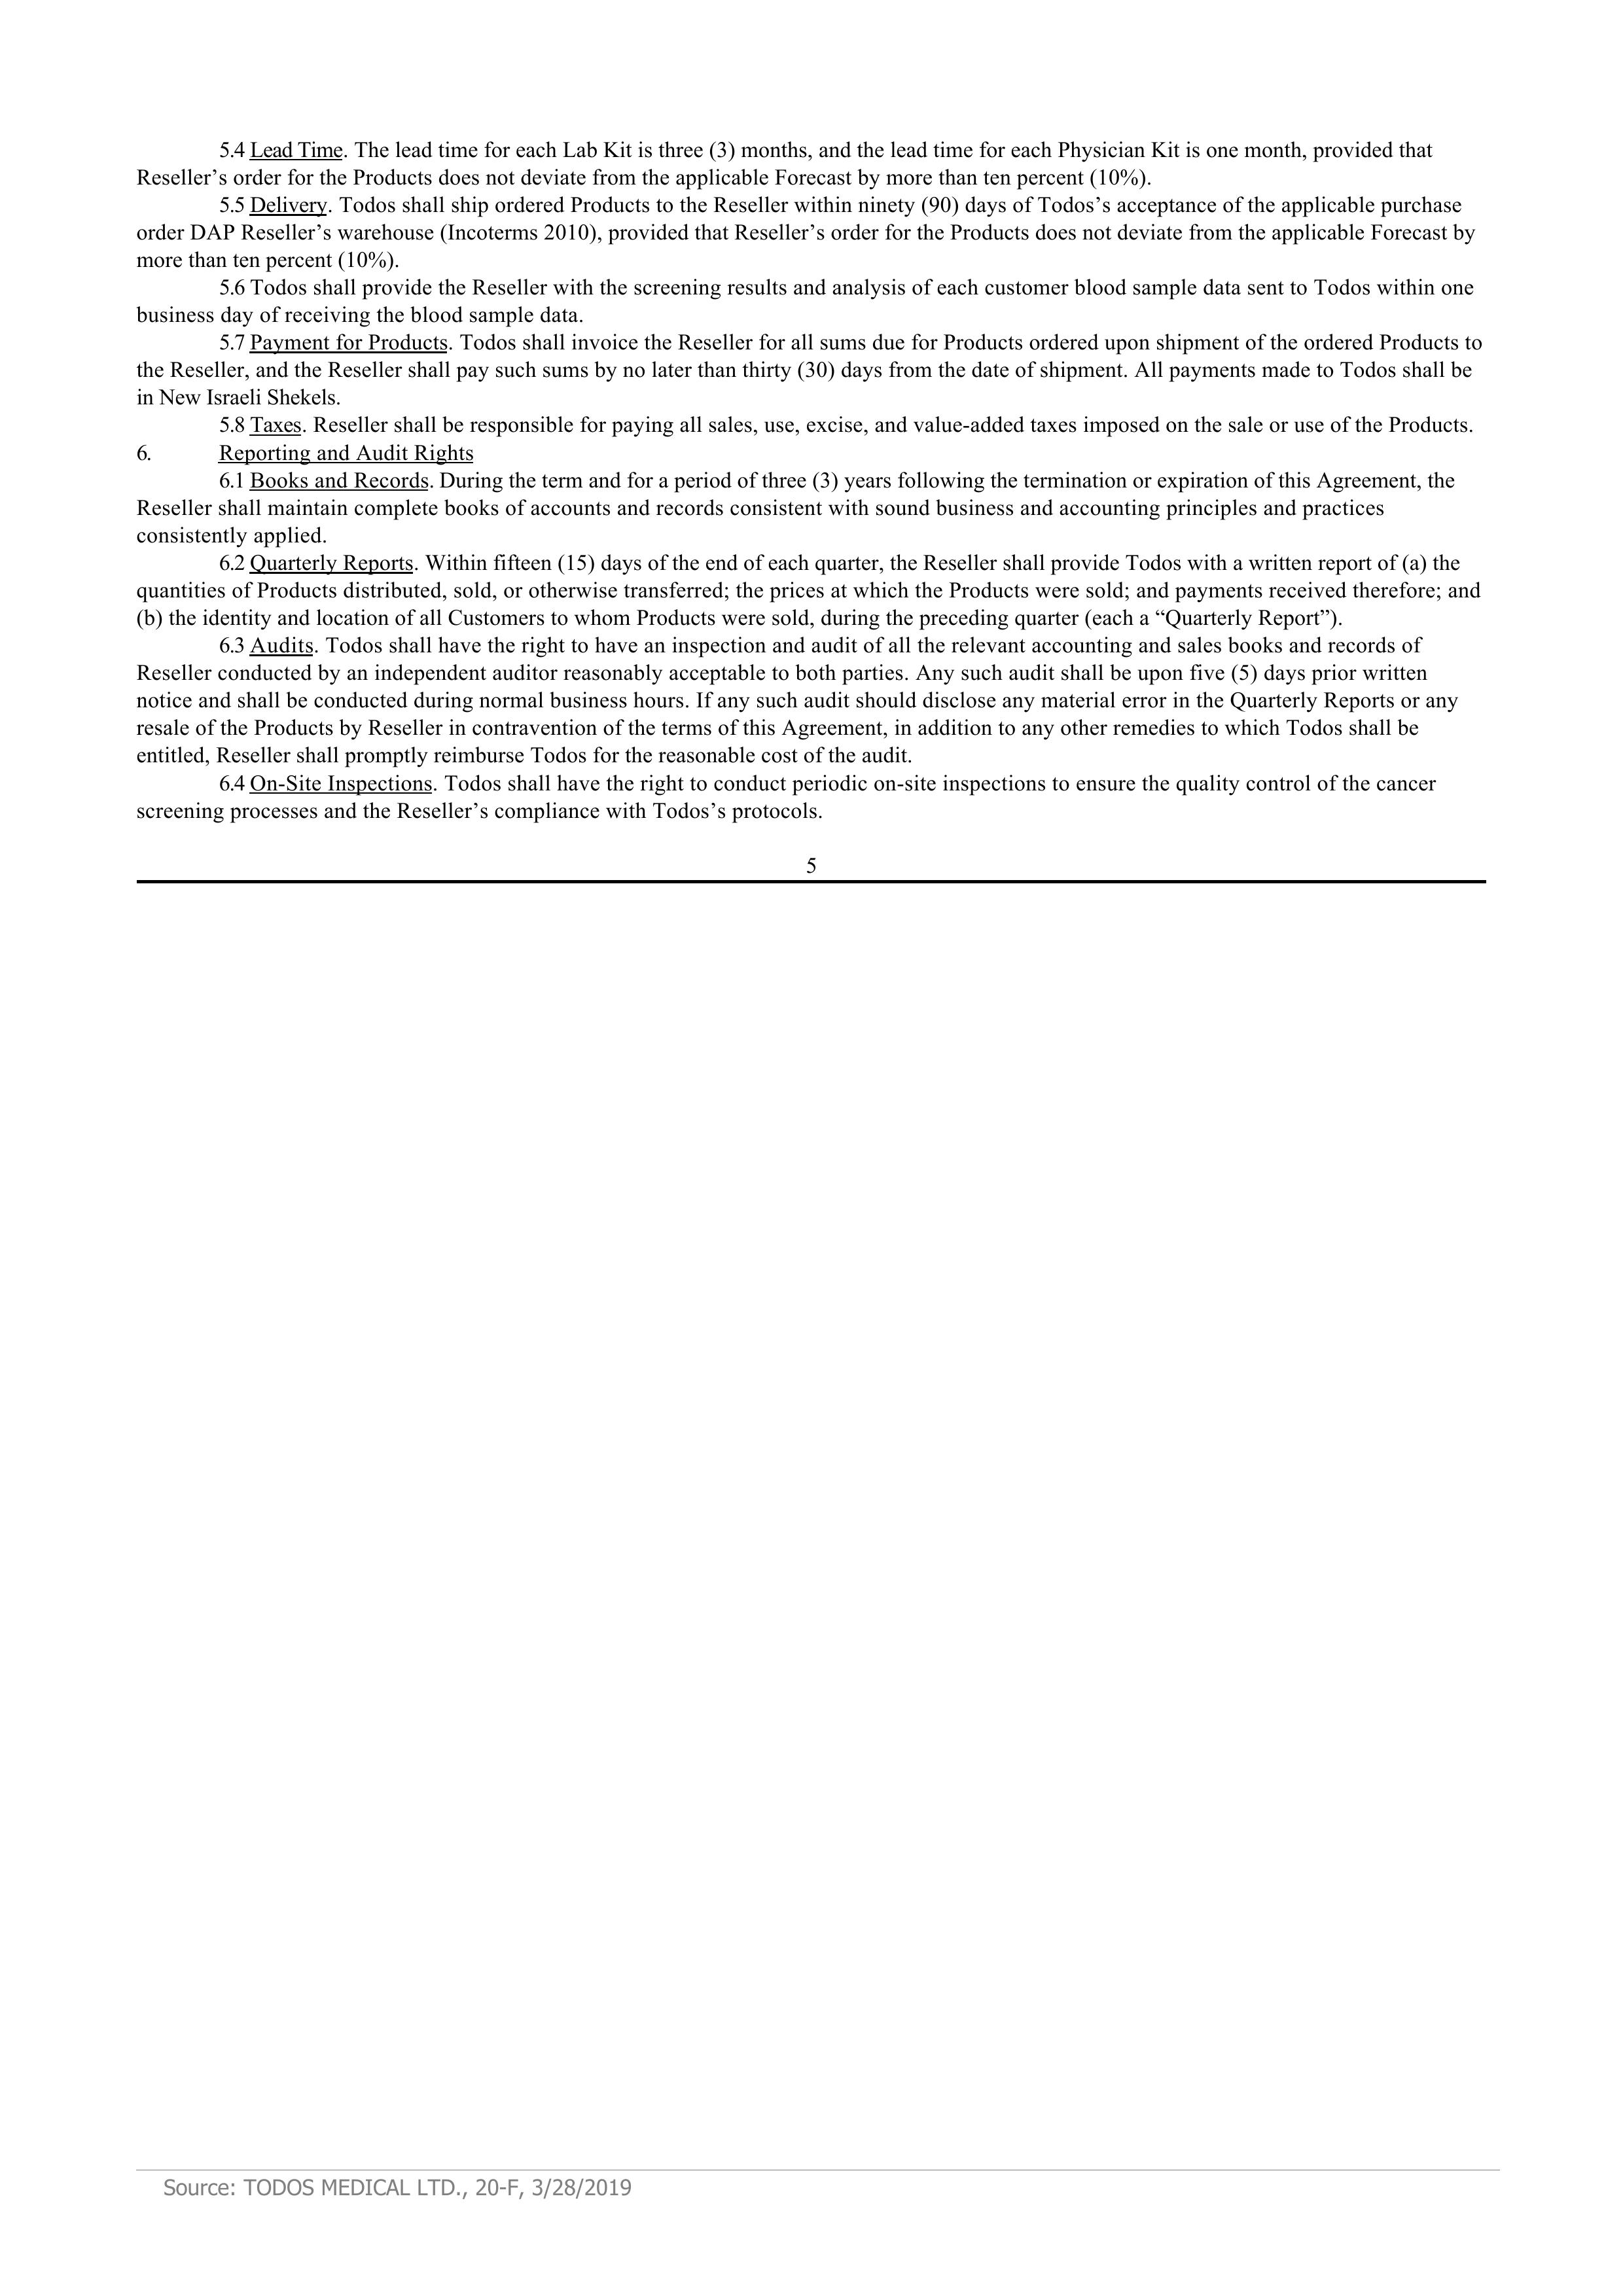 5.4 Lead Time. The lead time for each Lab Kit is three (3) months, and the lead time for each Physician Kit is one month, provided that
Reseller’s order for the Products does not deviate from the applicable Forecast by more than ten percent (10%).
5.5 Delivery. Todos shall ship ordered Products to the Reseller within ninety (90) days of Todos’s acceptance of the applicable purchase
order DAP Reseller’s warehouse (Incoterms 2010), provided that Reseller’s order for the Products does not deviate from the applicable Forecast by
more than ten percent (10%).
5.6 Todos shall provide the Reseller with the screening results and analysis of each customer blood sample data sent to Todos within one
business day of receiving the blood sample data.
5.7 Payment for Products. Todos shall invoice the Reseller for all sums due for Products ordered upon shipment of the ordered Products to
the Reseller, and the Reseller shall pay such sums by no later than thirty (30) days from the date of shipment. All payments made to Todos shall be
in New Israeli Shekels.
5.8 Taxes. Reseller shall be responsible for paying all sales, use, excise, and value-added taxes imposed on the sale or use of the Products.
6. Reporting and Audit Rights
6.1 Books and Records. During the term and for a period of three (3) years following the termination or expiration of this Agreement, the
Reseller shall maintain complete books of accounts and records consistent with sound business and accounting principles and practices
consistently applied.
6.2 Quarterly Reports. Within fifteen (15) days of the end of each quarter, the Reseller shall provide Todos with a written report of (a) the
quantities of Products distributed, sold, or otherwise transferred; the prices at which the Products were sold; and payments received therefore; and
(b) the identity and location of all Customers to whom Products were sold, during the preceding quarter (each a “Quarterly Report”).
6.3 Audits. Todos shall have the right to have an inspection and audit of all the relevant accounting and sales books and records of
Reseller conducted by an independent auditor reasonably acceptable to both parties. Any such audit shall be upon five (5) days prior written
notice and shall be conducted during normal business hours. If any such audit should disclose any material error in the Quarterly Reports or any
resale of the Products by Reseller in contravention of the terms of this Agreement, in addition to any other remedies to which Todos shall be
entitled, Reseller shall promptly reimburse Todos for the reasonable cost of the audit.
6.4 On-Site Inspections. Todos shall have the right to conduct periodic on-site inspections to ensure the quality control of the cancer
screening processes and the Reseller’s compliance with Todos’s protocols.
5
Source: TODOS MEDICAL LTD., 20-F, 3/28/2019